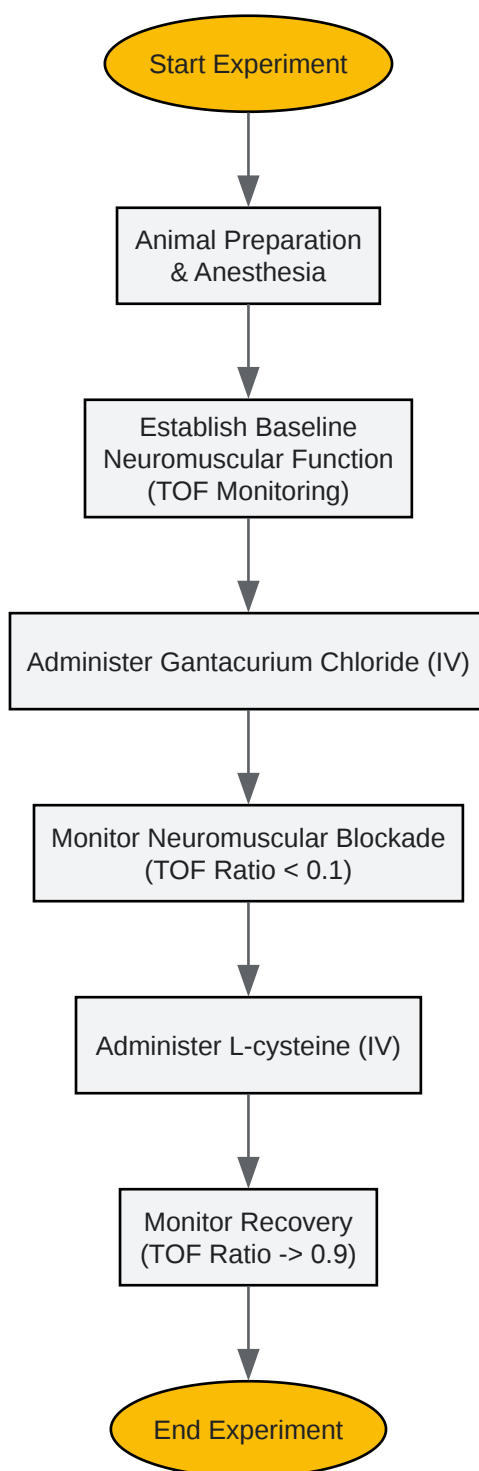 Start Experiment
Animal Preparation
& Anesthesia
Establish Baseline
Neuromuscular Function
(TOF Monitoring)
Administer Gantacurium Chloride (IV)
Monitor Neuromuscular Blockade
(TOF Ratio < 0.1)
Administer L-cysteine (IV)
Monitor Recovery
(TOF Ratio -> 0.9)
End Experiment